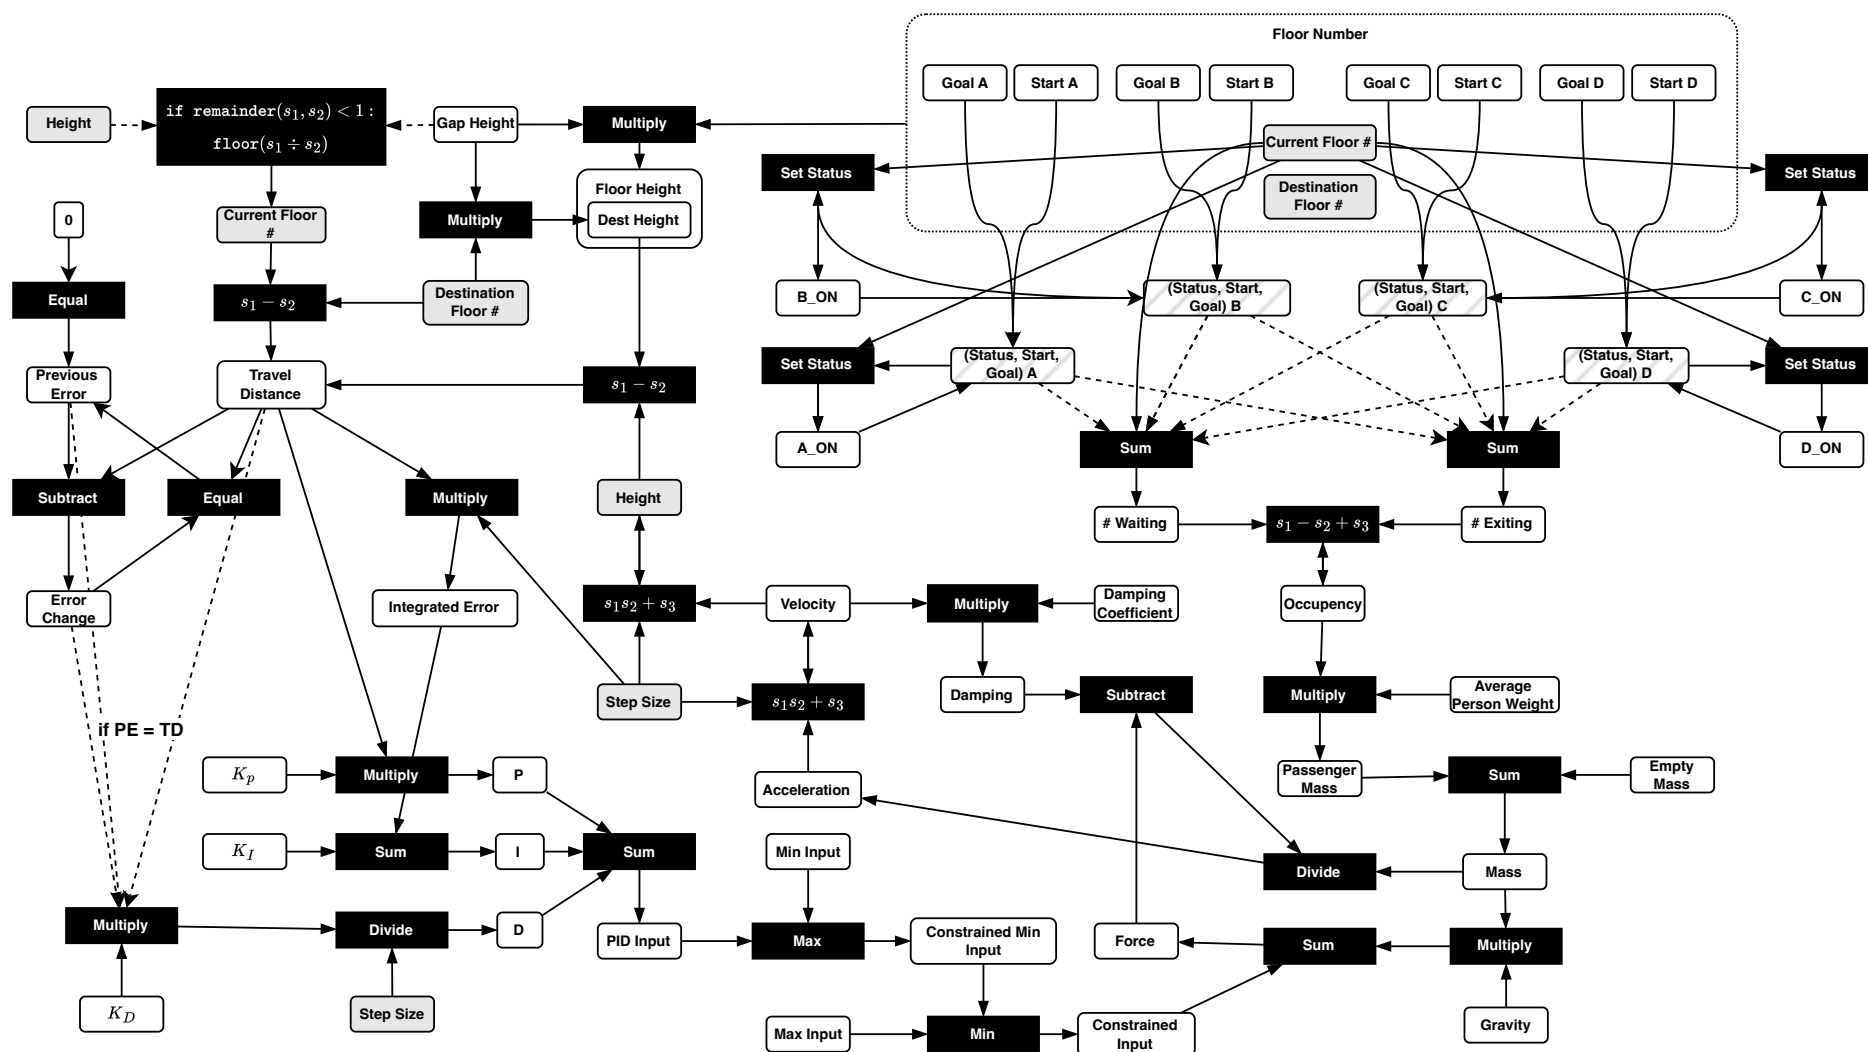 Floor Number
Goal A
Start A
Goal B
Start B
Goal C
Start C
Goal D
Start D
Height
if remainder(s₁, s₂) < 1 :
floor(s₁ ÷ s₂)
Gap Height
Multiply
Current Floor #
Set Status
Set Status
Floor Height
Dest Height
Destination
Floor #
0
Current Floor
#
Multiply
Equal
s₁ − s₂
Destination
Floor #
B_ON
(Status, Start,
Goal) B
(Status, Start,
Goal) C
C_ON
Previous
Error
Travel
Distance
s₁ − s₂
Set Status
(Status, Start,
Goal) A
(Status, Start,
Goal) D
Set Status
A_ON
Sum
Sum
D_ON
Subtract
Equal
Multiply
Height
# Waiting
s₁ − s₂ + s₃
# Exiting
Error
Change
Integrated Error
s₁s₂ + s₃
Velocity
Multiply
Damping
Coefficient
Occupency
Step Size
s₁s₂ + s₃
Damping
Subtract
Multiply
Average
Person Weight
if PE = TD
Kₚ
Multiply
P
Acceleration
Passenger
Mass
Sum
Empty
Mass
K_I
Sum
I
Sum
Min Input
Divide
Mass
Multiply
Divide
D
PID Input
Max
Constrained Min
Input
Force
Sum
Multiply
K_D
Step Size
Max Input
Min
Constrained
Input
Gravity